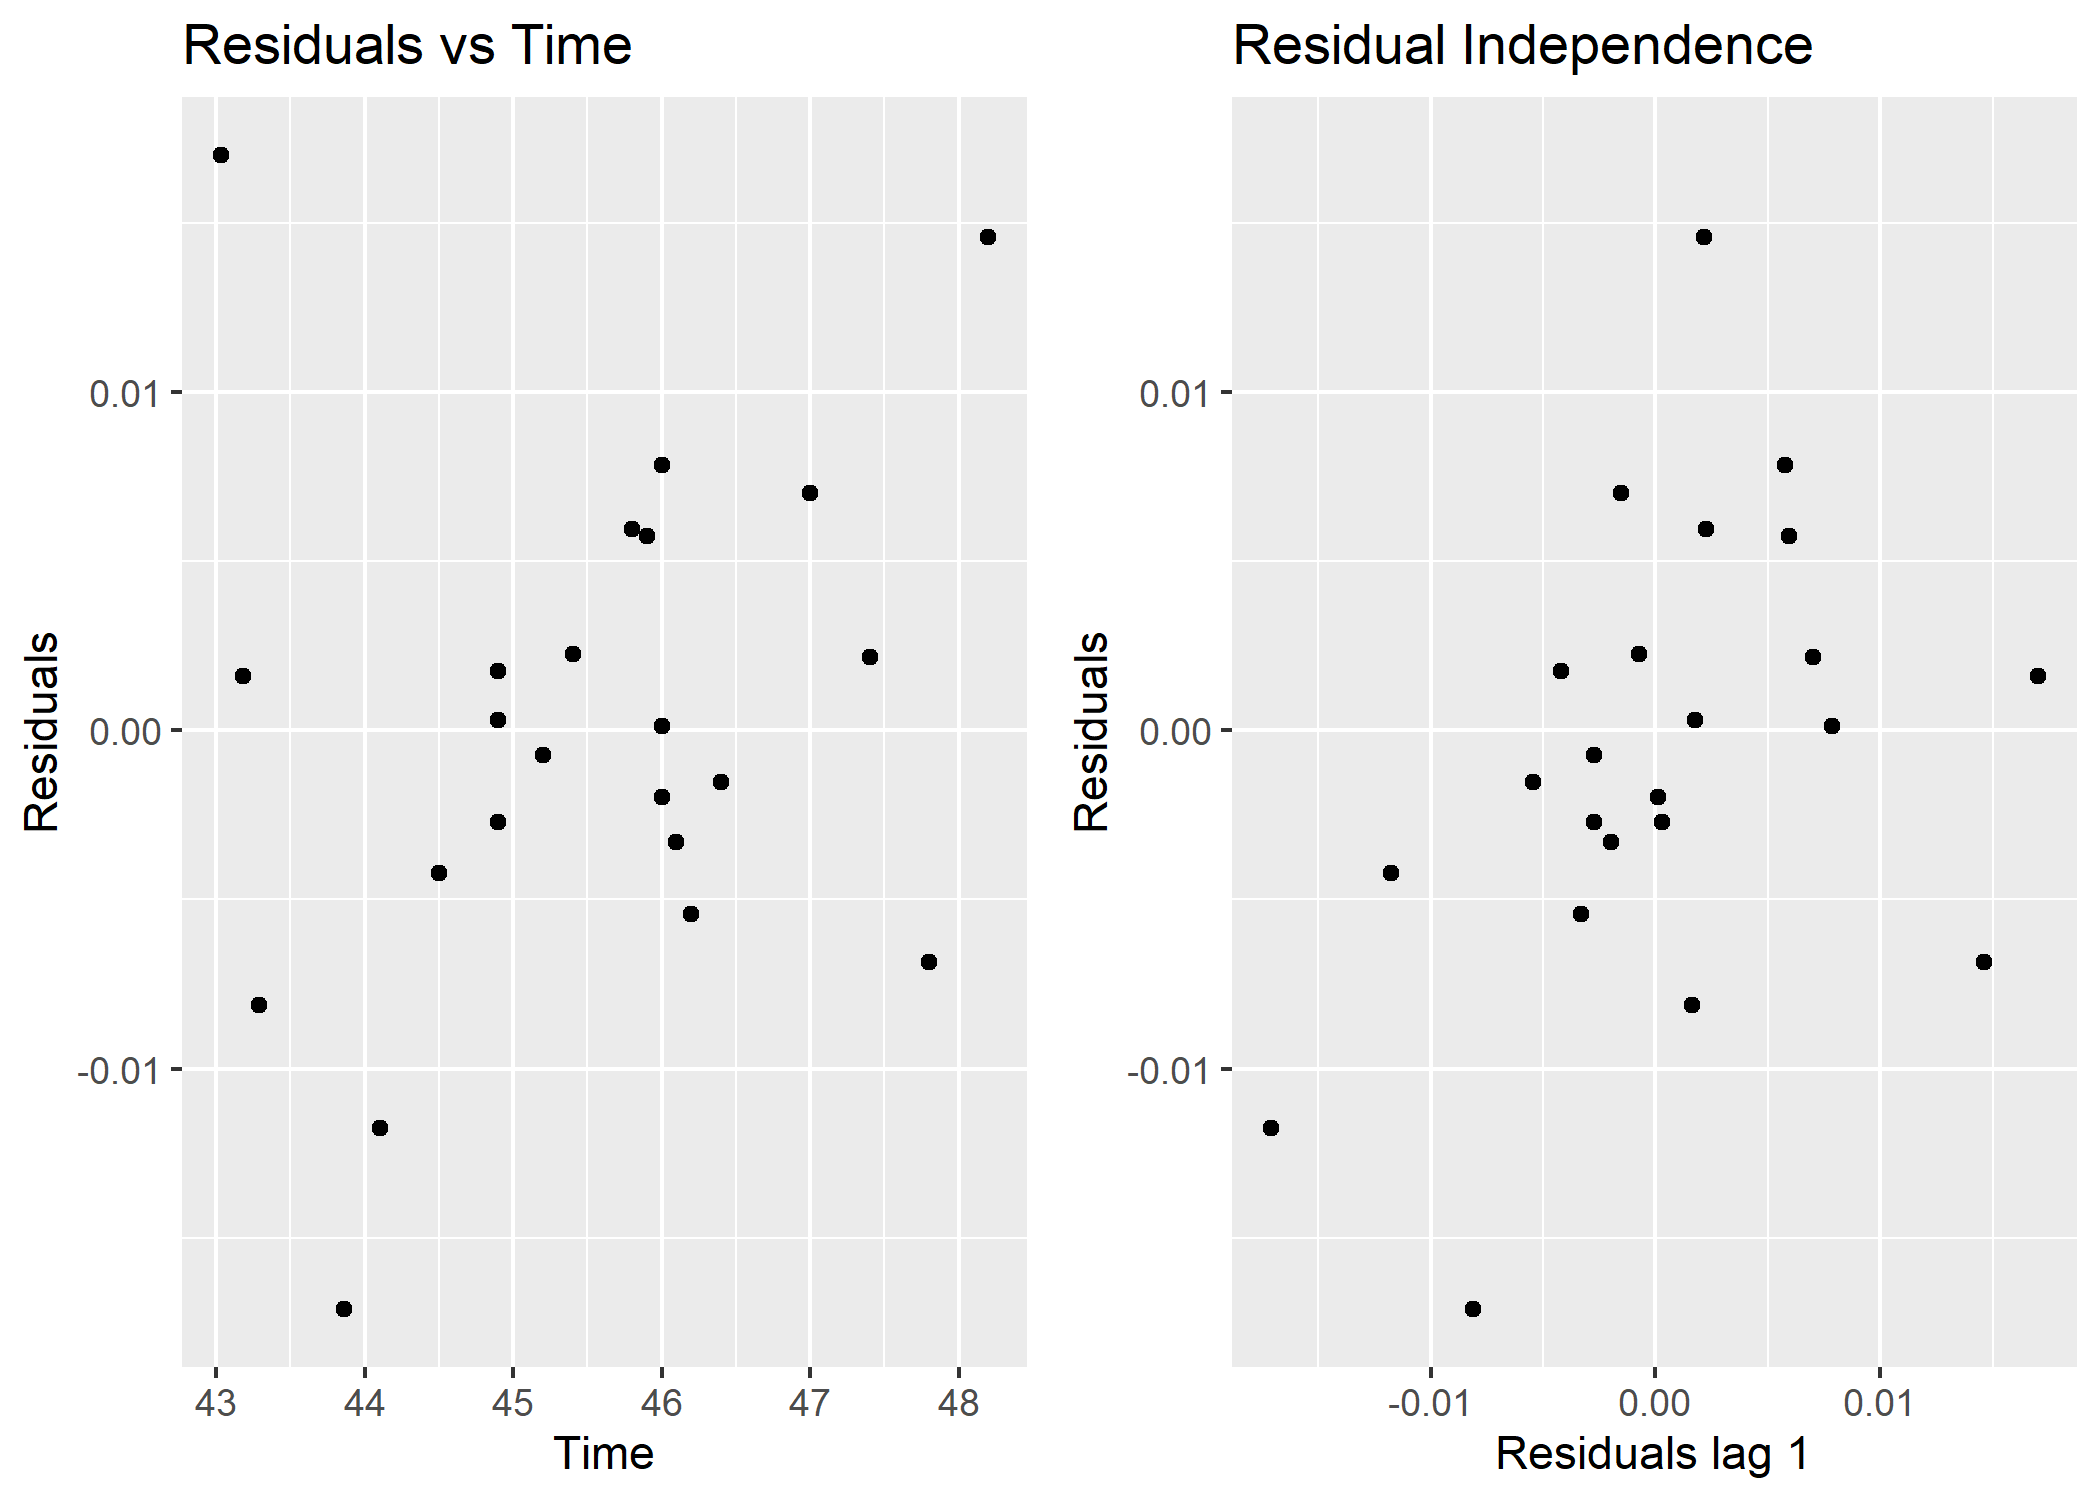 Residuals vs Time
Residuals
0.01
0.00
-0.01
43 44 45 46 47 48
Time
Residual Independence
Residuals
0.01
0.00
-0.01
-0.01 0.00 0.01
Residuals lag 1